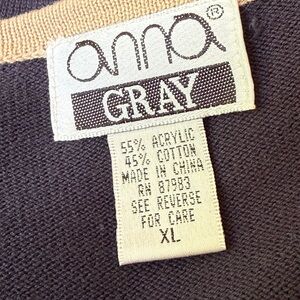 anna®
GRAY
55% ACRYLIC
45% COTTON
MADE IN CHINA
RN 87983
SEE REVERSE
FOR CARE
XL